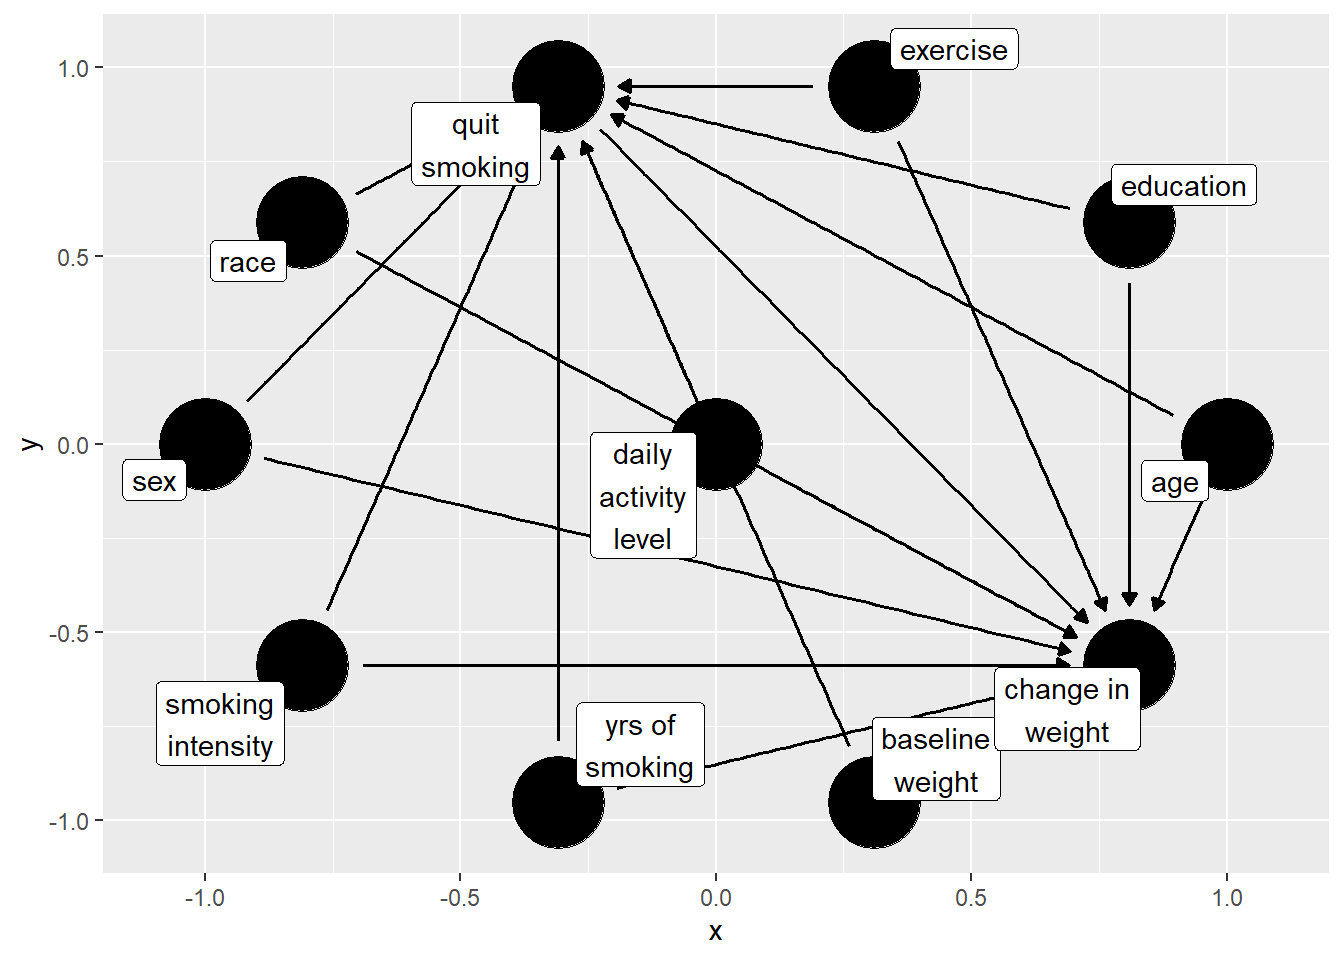 exercise
1.0
quit
smoking
education
race
0.5
y
0.0
daily
activity
level
sex
age
-0.5
change in
weight
smoking
intensity
yrs of
smoking
baseline
weight
-1.0
-1.0
-0.5
0.0
0.5
1.0
x